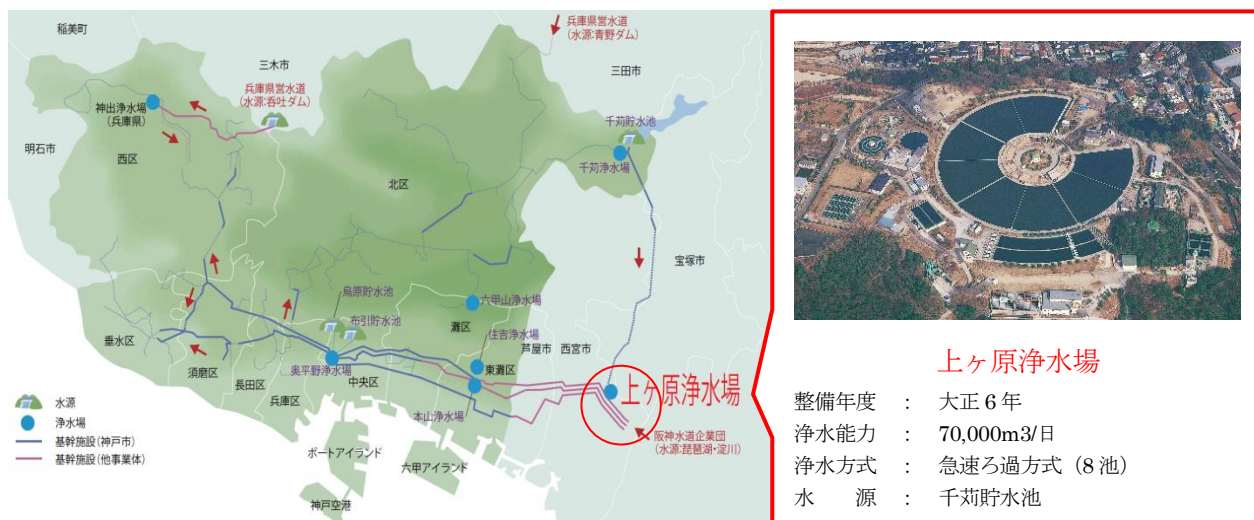 稲美町
三木市
兵庫県営水道
(水源:青野ダム)
三田市
兵庫県営水道
(水源:呑吐ダム)
神出浄水場
(兵庫県)
千苅貯水池
明石市
西区
千苅浄水場
北区
宝塚市
烏原貯水池
六甲山浄水場
布引貯水池
灘区
住吉浄水場
垂水区
芦屋市
西宮市
須磨区
奥平野浄水場
東灘区
長田区
中央区
上ヶ原浄水場
兵庫区
本山浄水場
水源
浄水場
基幹施設(神戸市)
基幹施設(他事業体)
阪神水道企業団
(水源:琵琶湖・淀川)
ポートアイランド
六甲アイランド
神戸空港
上ヶ原浄水場
整備年度 : 大正6年
浄水能力 : 70,000m3/日
浄水方式 : 急速ろ過方式(8池)
水 源 : 千苅貯水池